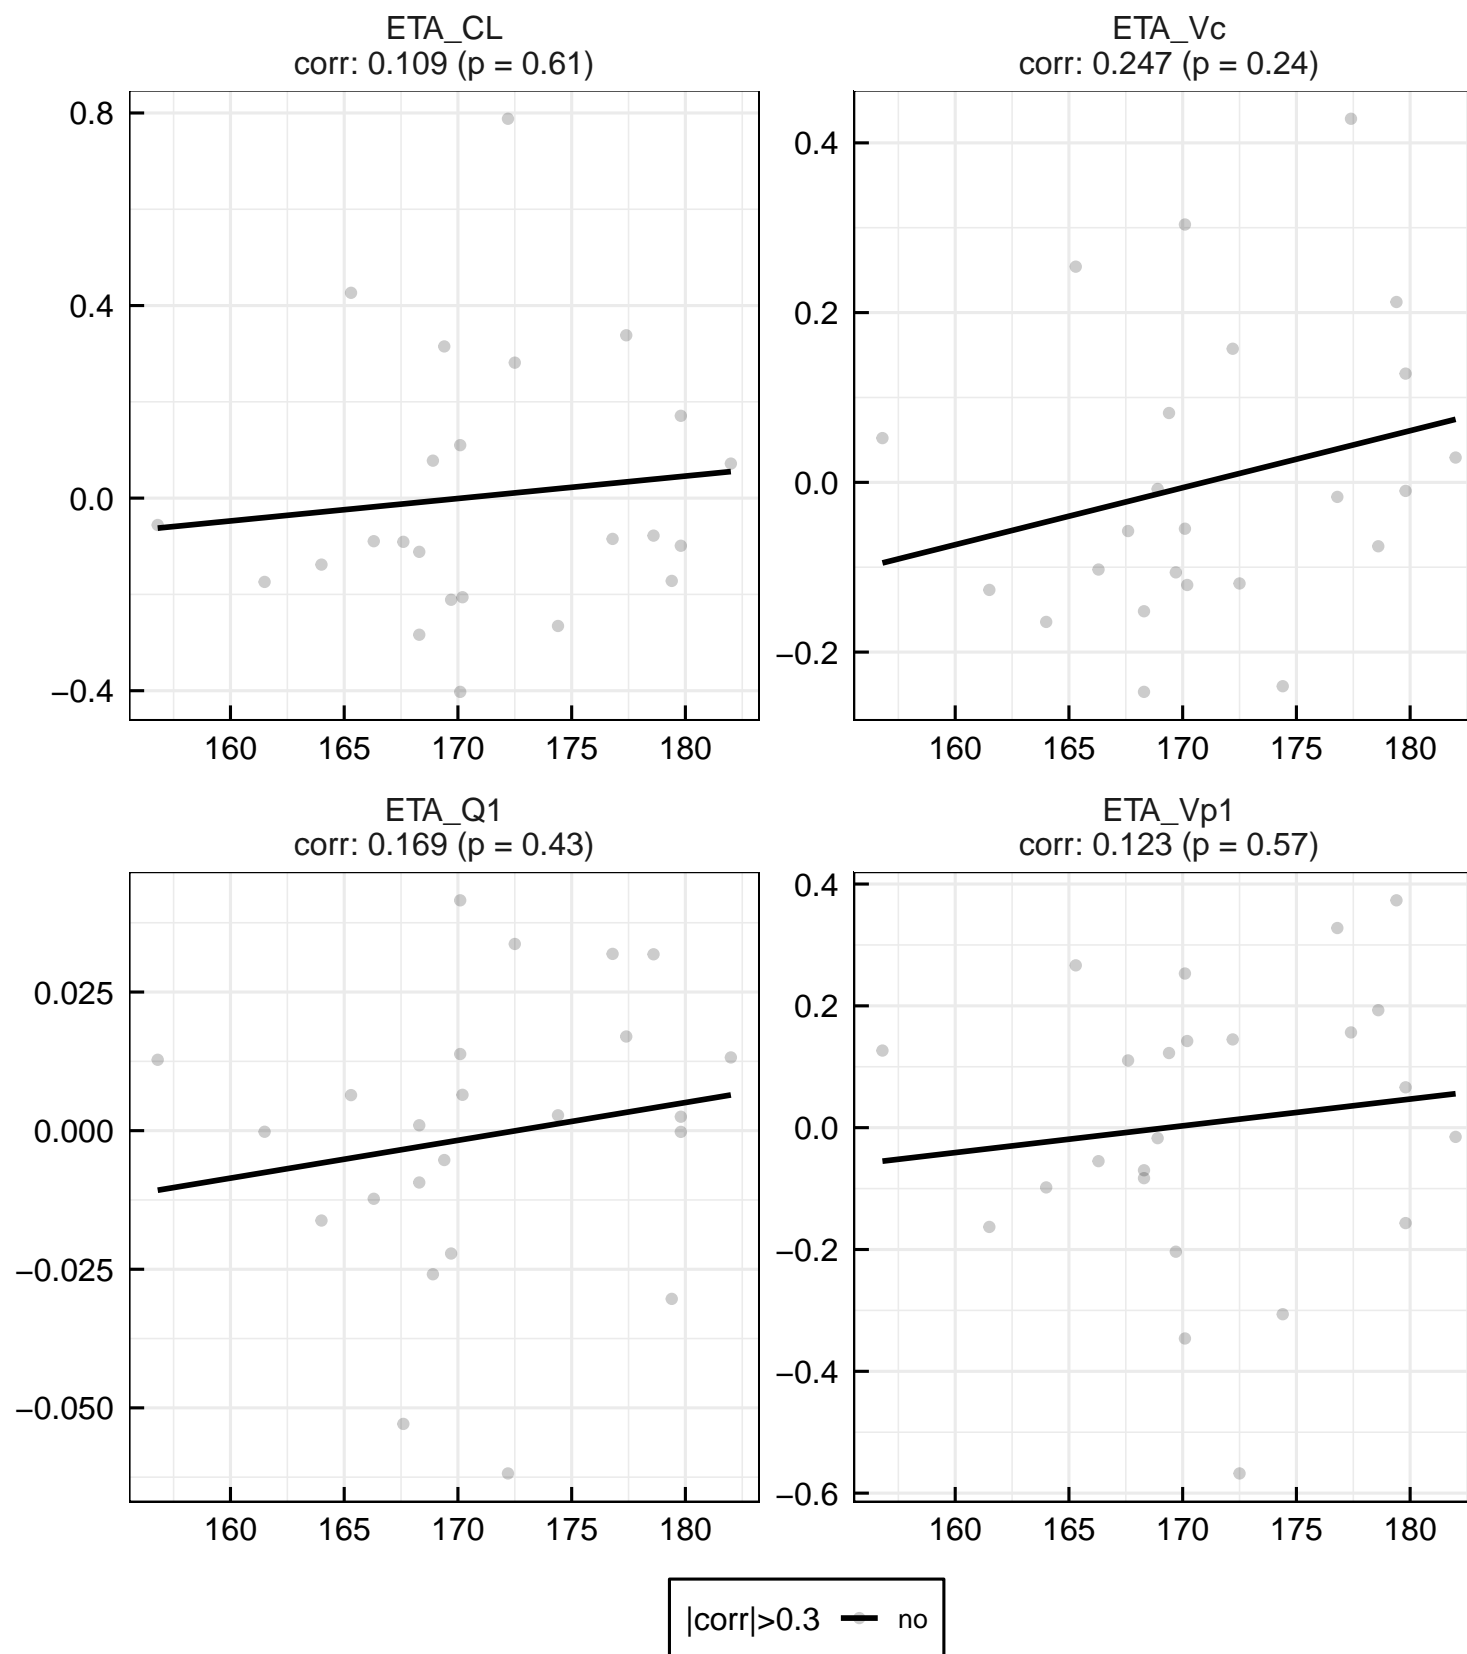 ETA_CL
corr: 0.109 (p = 0.61)
ETA_Vc
corr: 0.247 (p = 0.24)
0.8
0.4
0.0
−0.4
160 165 170 175 180
0.4
0.2
0.0
−0.2
160 165 170 175 180
ETA_Q1
corr: 0.169 (p = 0.43)
ETA_Vp1
corr: 0.123 (p = 0.57)
0.025
0.000
−0.025
−0.050
160 165 170 175 180
0.4
0.2
0.0
−0.2
−0.4
−0.6
160 165 170 175 180
|corr|>0.3 no